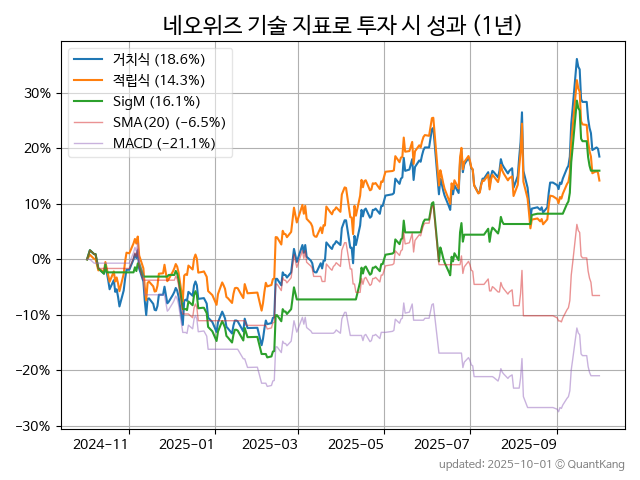 네오위즈 기술 지표로 투자 시 성과 (1년)
거치식 (18.6%)
적립식 (14.3%)
SigM (16.1%)
SMA(20) (−6.5%)
MACD (−21.1%)
30%
20%
10%
0%
−10%
−20%
−30%
2024-11
2025-01
2025-03
2025-05
2025-07
2025-09
updated: 2025-10-01 © QuantKang